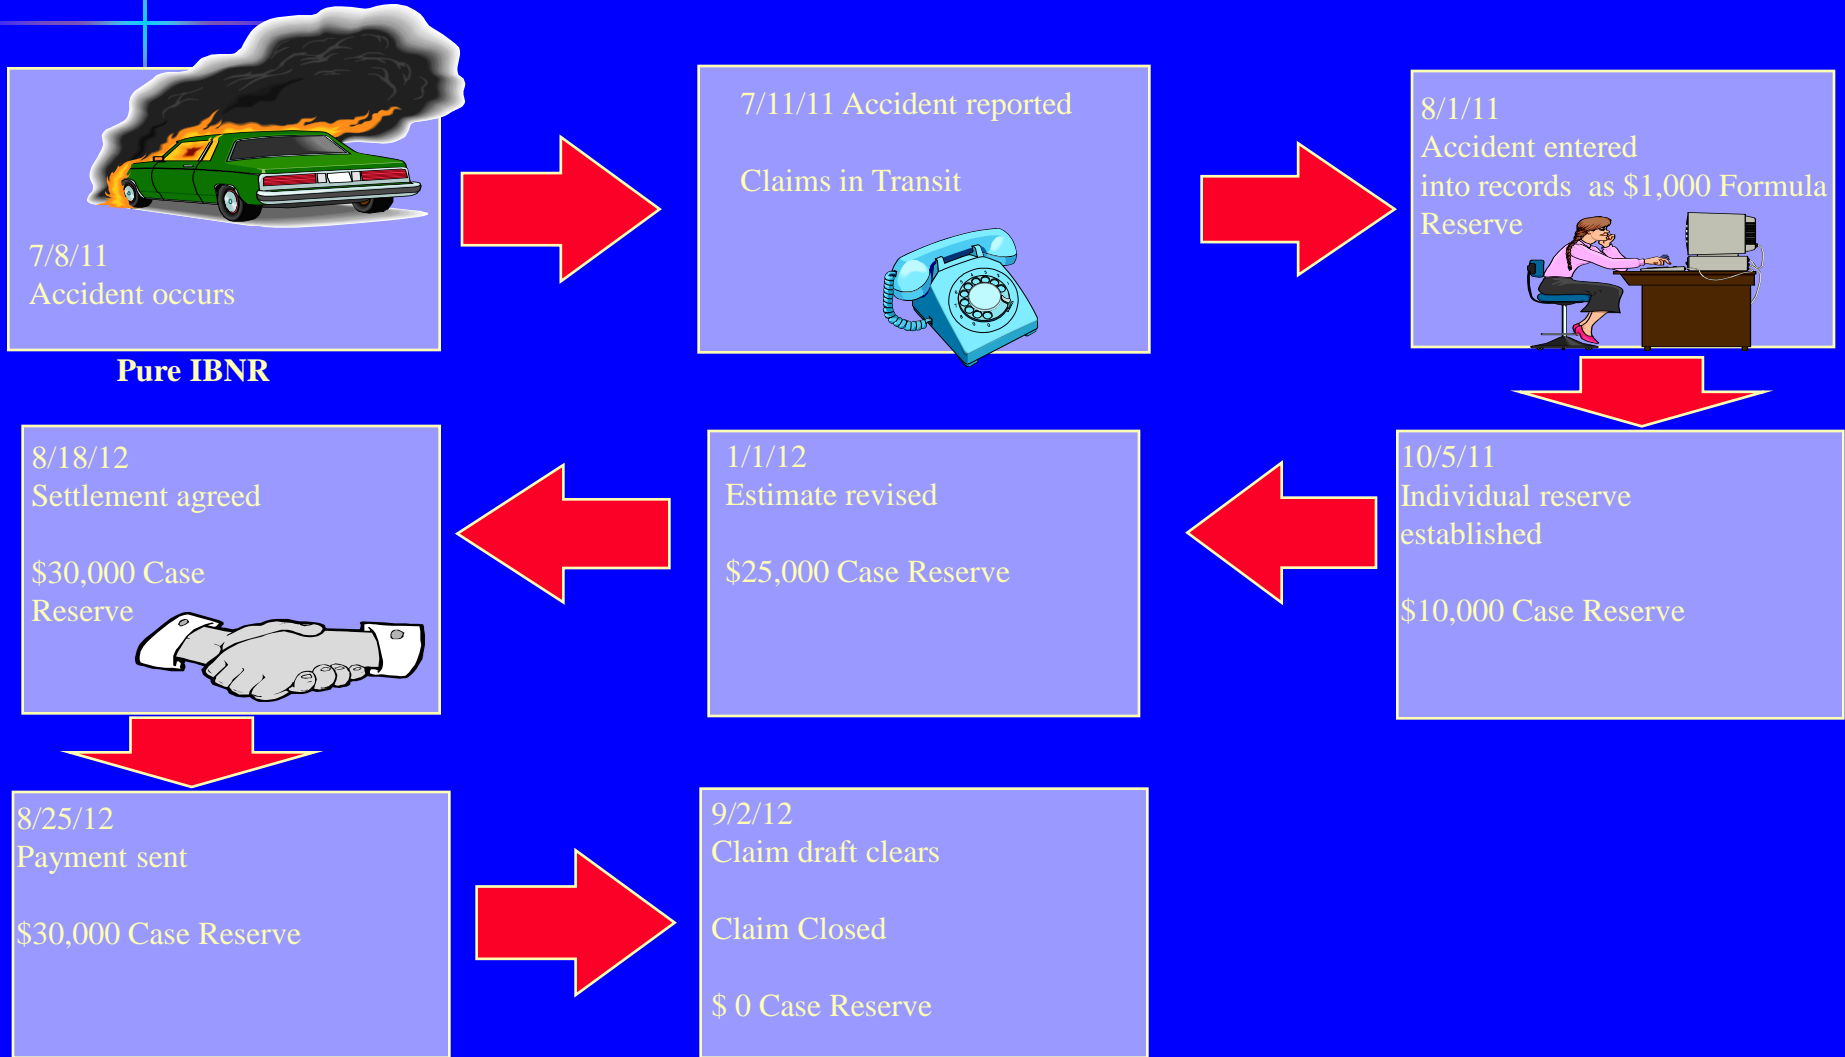 7/8/11
Accident occurs
Pure IBNR
7/11/11 Accident reported
Claims in Transit
8/1/11
Accident entered
into records as $1,000 Formula
Reserve
10/5/11
Individual reserve
established
$10,000 Case Reserve
1/1/12
Estimate revised
$25,000 Case Reserve
8/18/12
Settlement agreed
$30,000 Case
Reserve
8/25/12
Payment sent
$30,000 Case Reserve
9/2/12
Claim draft clears
Claim Closed
$ 0 Case Reserve